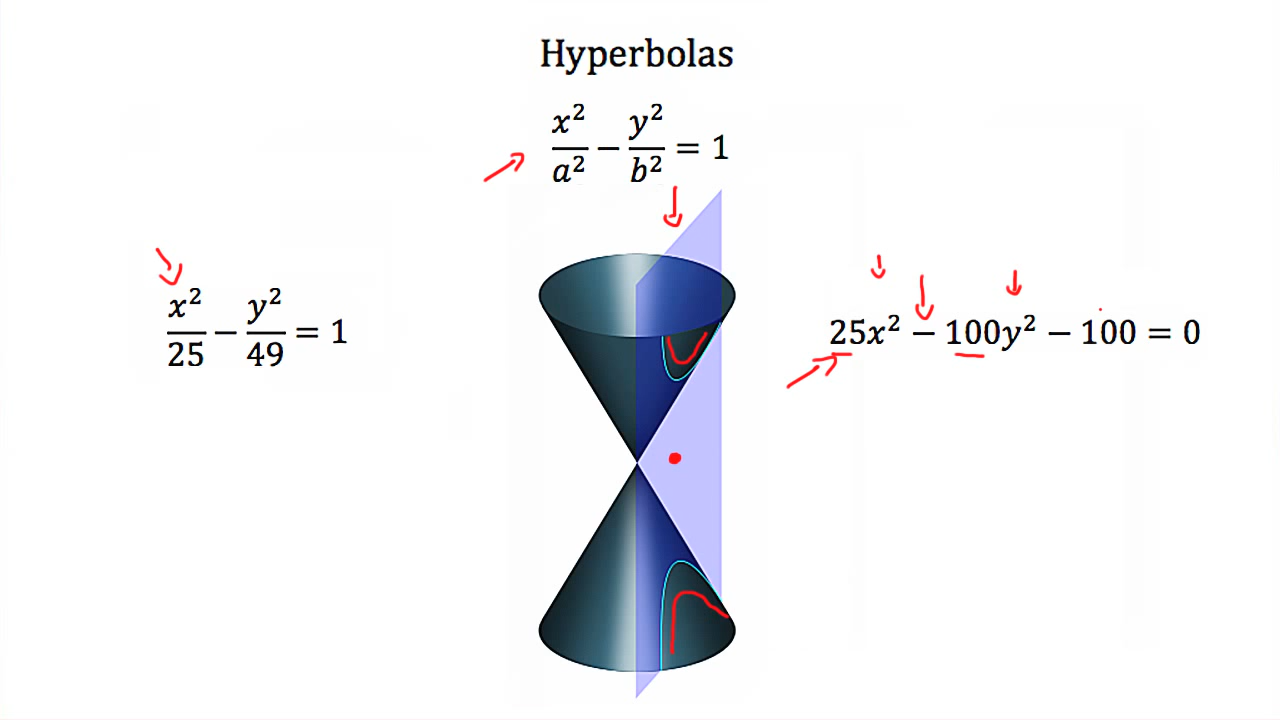 Hyperbolas
x²/a² − y²/b² = 1
x²/25 − y²/49 = 1
25x² − 100y² − 100 = 0